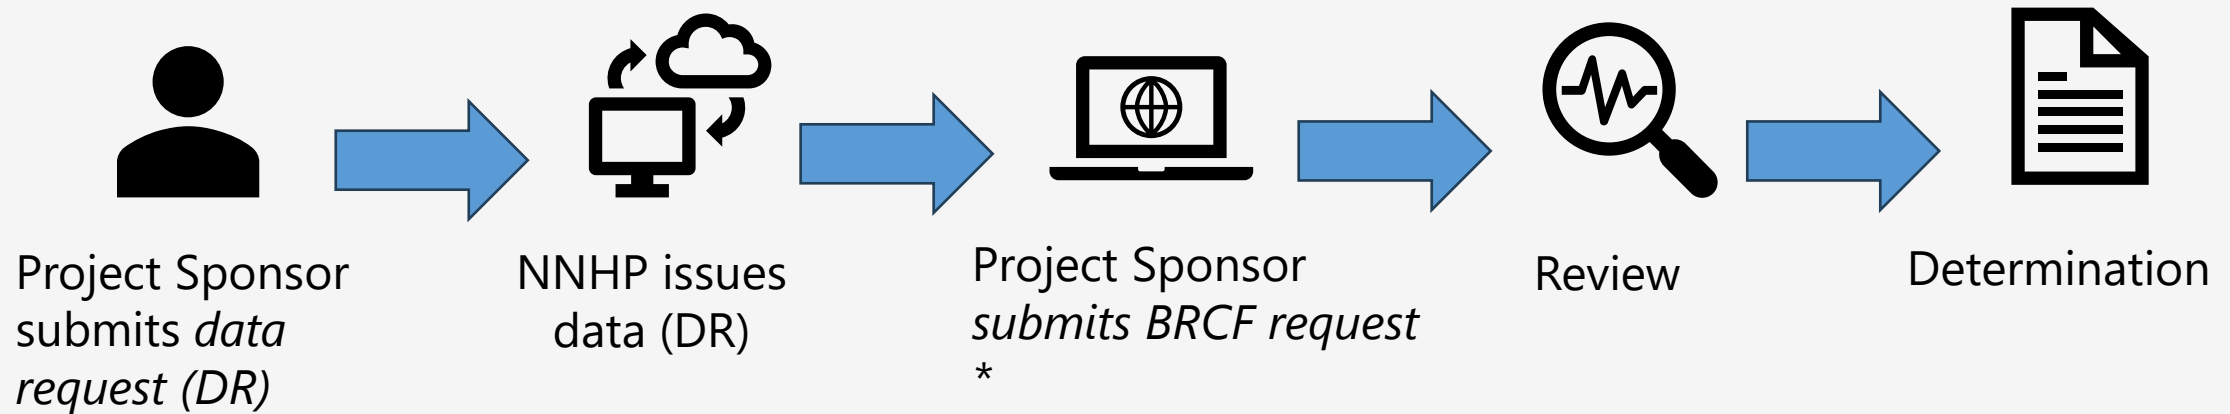 Project Sponsor
submits data
request (DR)
NNHP issues
data (DR)
Project Sponsor
submits BRCF request
*
Review
Determination